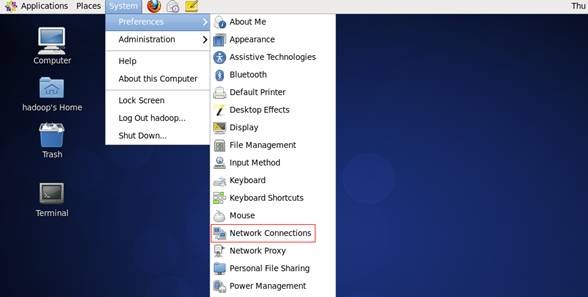 Applications Places System Thu
Preferences
Administration
Help
About this Computer
Lock Screen
Log Out hadoop...
Shut Down...
About Me
Appearance
Assistive Technologies
Bluetooth
Default Printer
Desktop Effects
Display
File Management
Input Method
Keyboard
Keyboard Shortcuts
Mouse
Network Connections
Network Proxy
Personal File Sharing
Power Management
Computer
hadoop's Home
Trash
Terminal